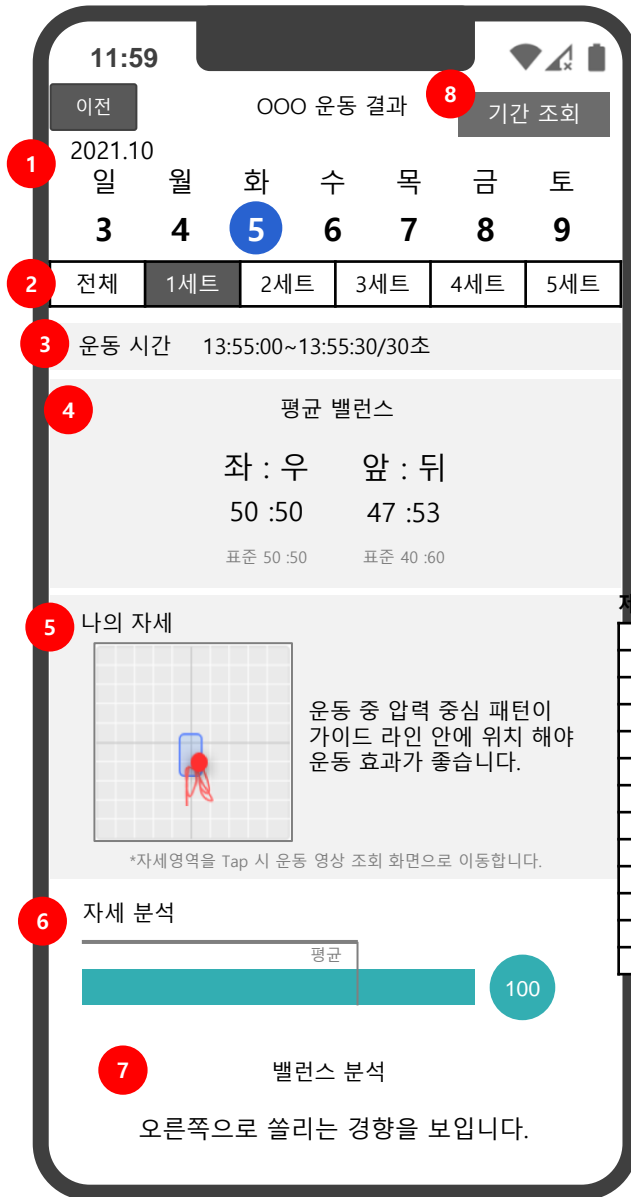 11:59
이전
OOO 운동 결과
8
기간 조회
1
2021.10
일 월 화 수 목 금 토
3 4 5 6 7 8 9
2
전체 1세트 2세트 3세트 4세트 5세트
3
운동 시간 13:55:00~13:55:30/30초
4
평균 밸런스
좌 : 우 앞 : 뒤
50 :50 47 :53
표준 50 :50 표준 40 :60
5
나의 자세
운동 중 압력 중심 패턴이
가이드 라인 안에 위치 해야
운동 효과가 좋습니다.
*자세영역을 Tap 시 운동 영상 조회 화면으로 이동합니다.
6
자세 분석
평균
100
7
밸런스 분석
오른쪽으로 쏠리는 경향을 보입니다.